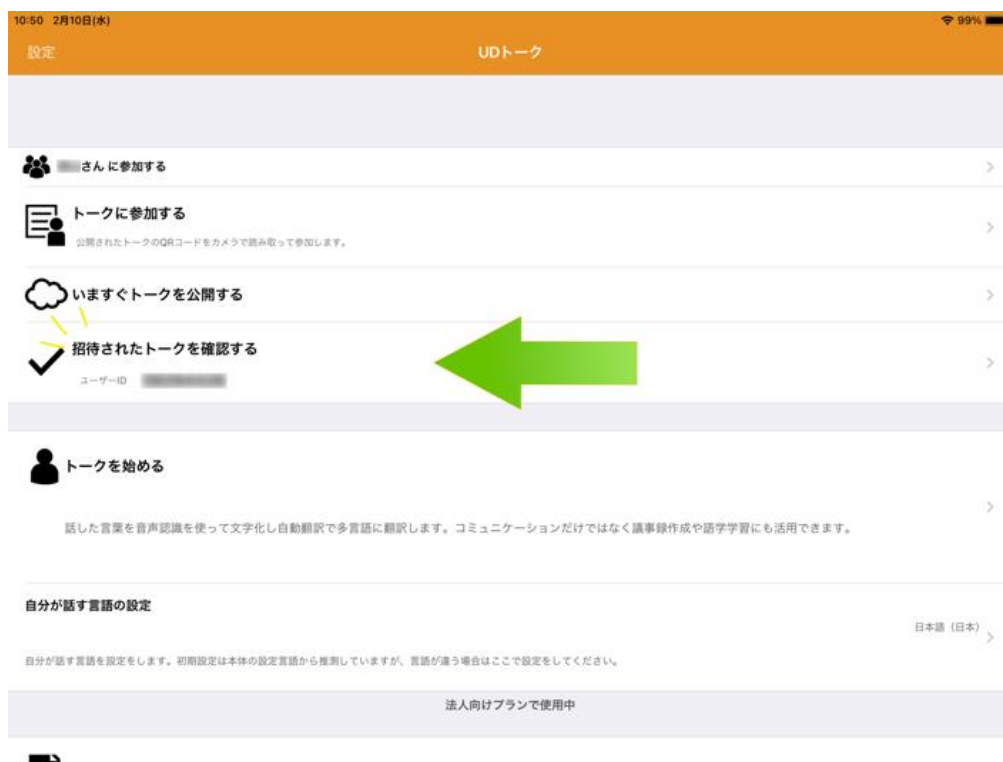 10:50 2月10日(水) 99%
設定 UDトーク
さん に参加する
トークに参加する
公開されたトークのQRコードをカメラで読み取って参加します。
いますぐトークを公開する
招待されたトークを確認する
ユーザーID
トークを始める
話した言葉を音声認識を使って文字化し自動翻訳で多言語に翻訳します。コミュニケーションだけではなく議事録作成や語学学習にも活用できます。
自分が話す言語の設定
日本語（日本）
自分が話す言語を設定をします。初期設定は本体の設定言語から推測していますが、言語が違う場合はここで設定をしてください。
法人向けプランで使用中